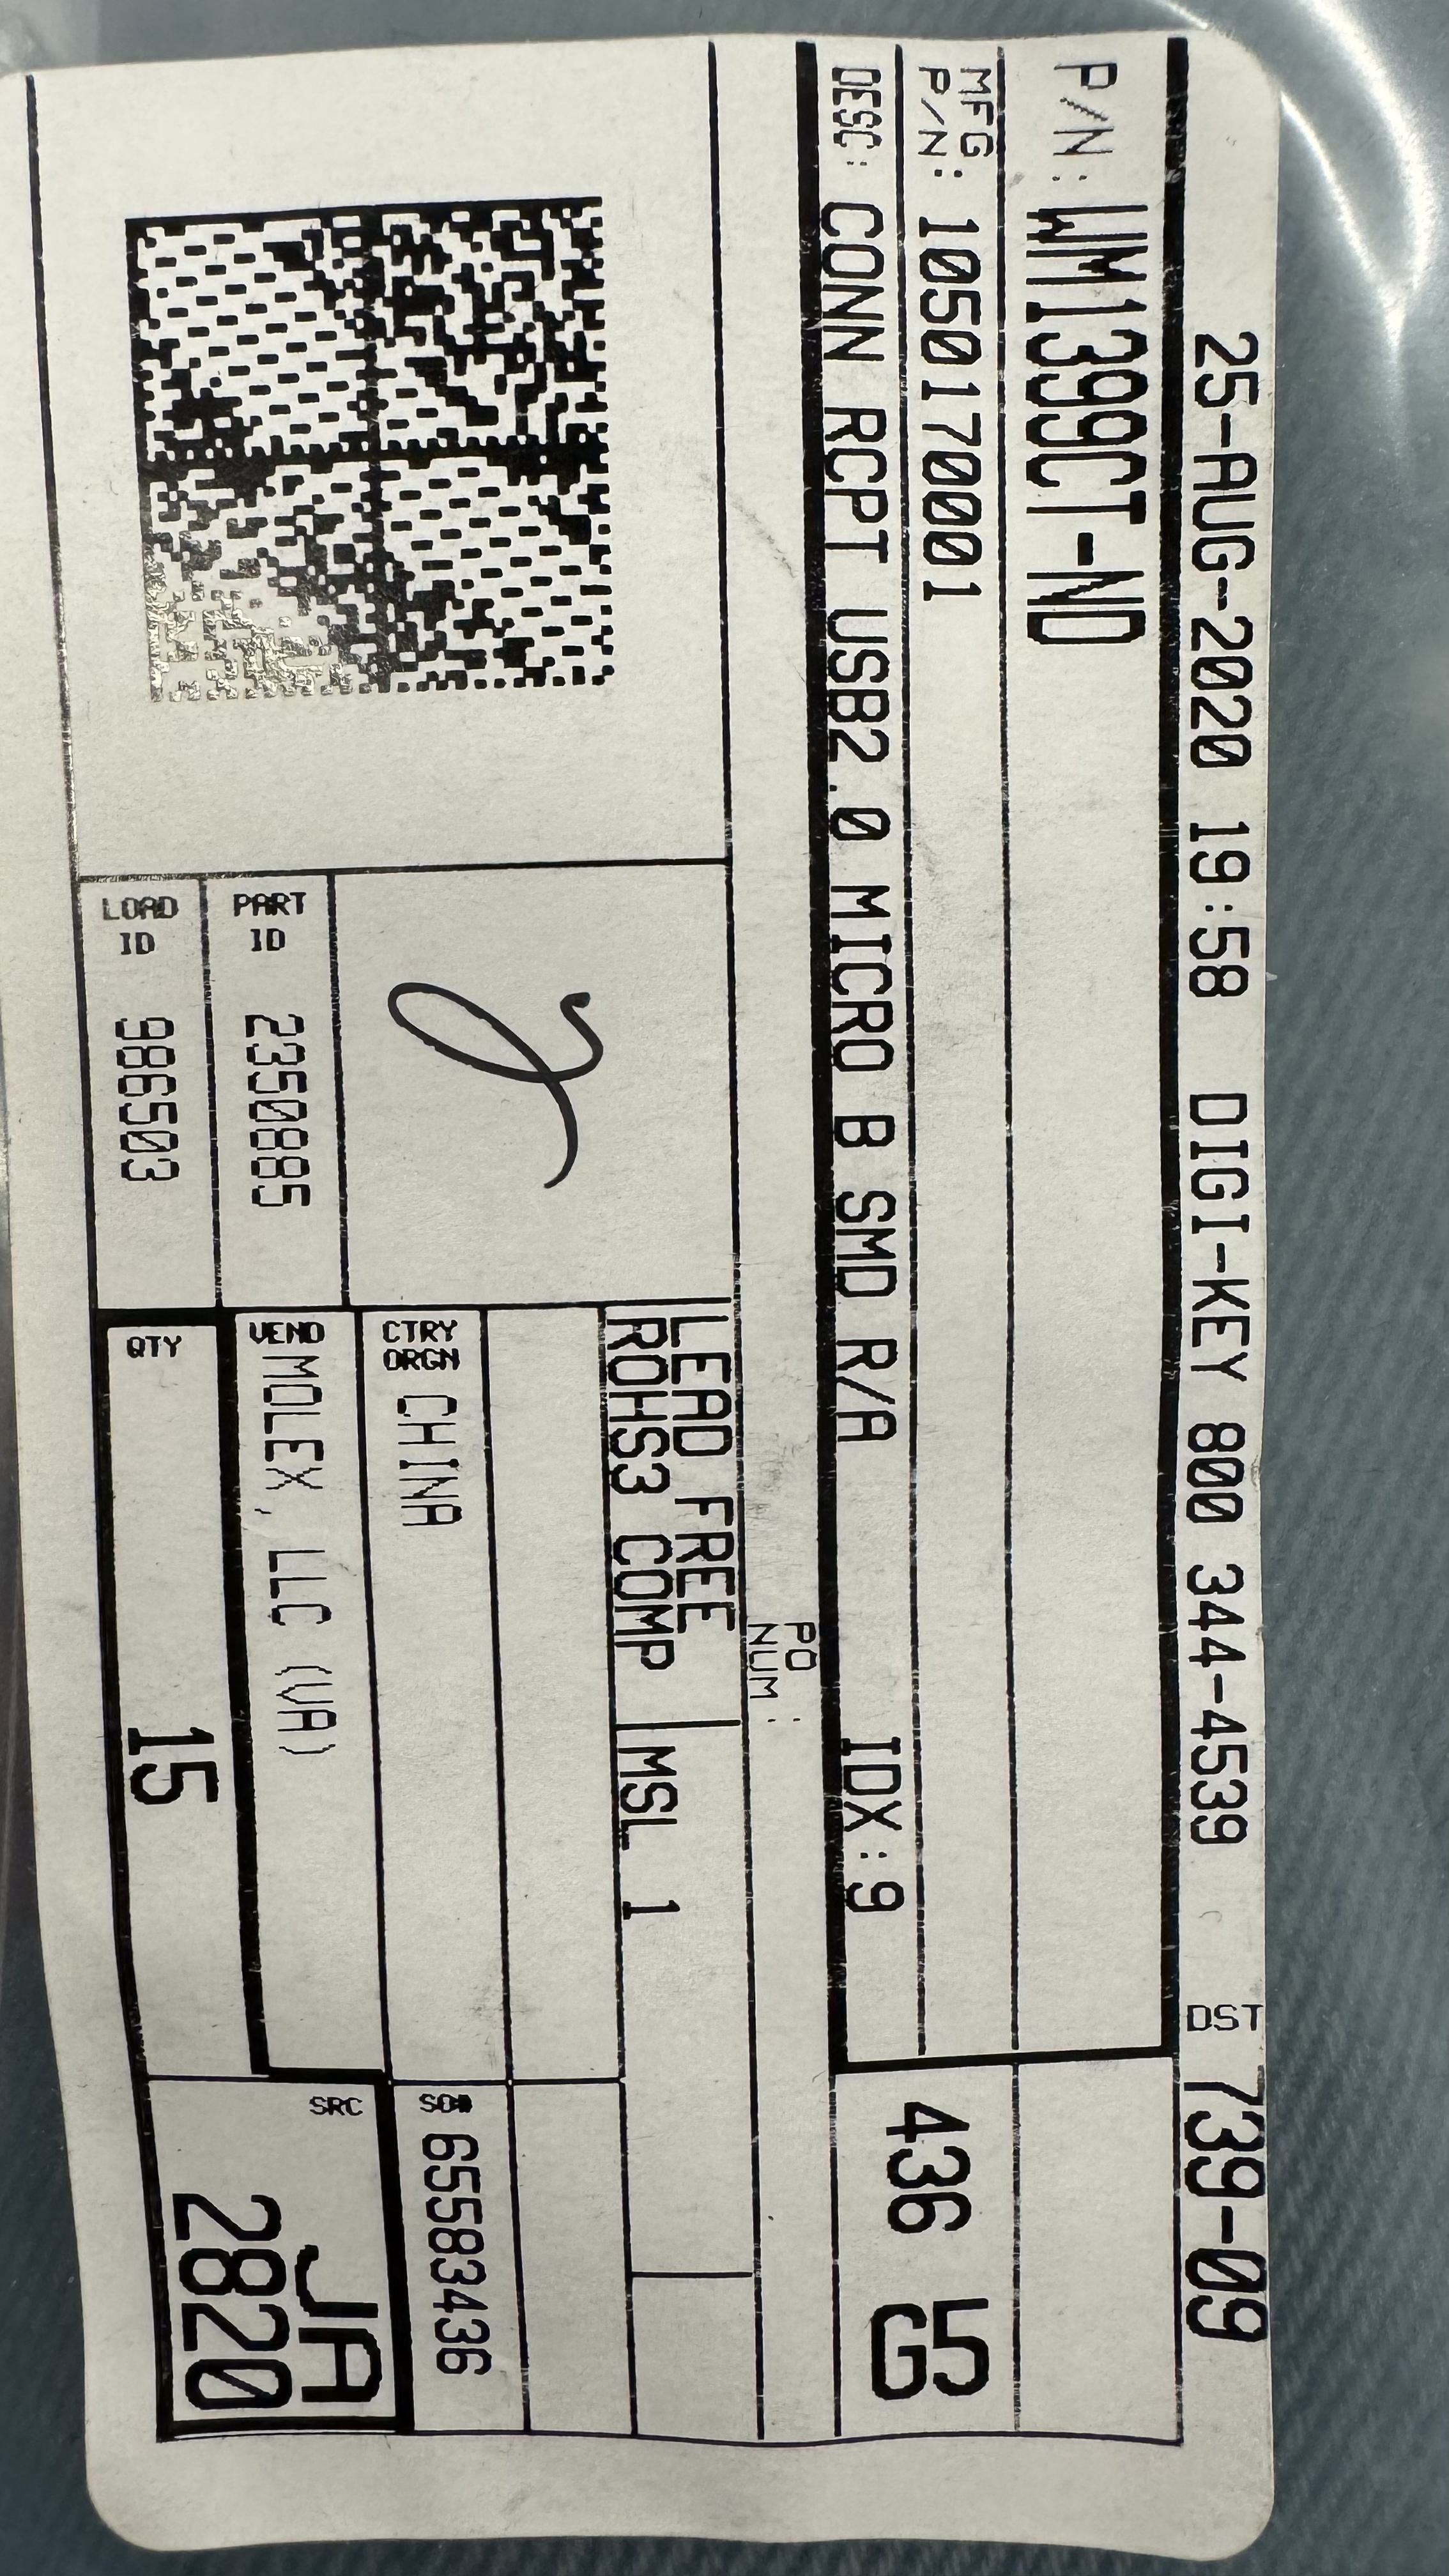 25-AUG-2020 19:58 DIGI-KEY 800 344-4539 DST 739-09
P/N: WM1399CT-ND
MFG P/N: 1050170001
436 G5
DESC: CONN RCPT USB2.0 MICRO B SMD R/A IDX:9
PO NUM:
LEAD FREE
ROHS3 COMP
MSL 1
CTRY ORGN CHINA
SO# 65583436
PART ID 2350885
VEND MOLEX, LLC (VA)
SRC JA
2820
LOAD ID 986503
QTY 15